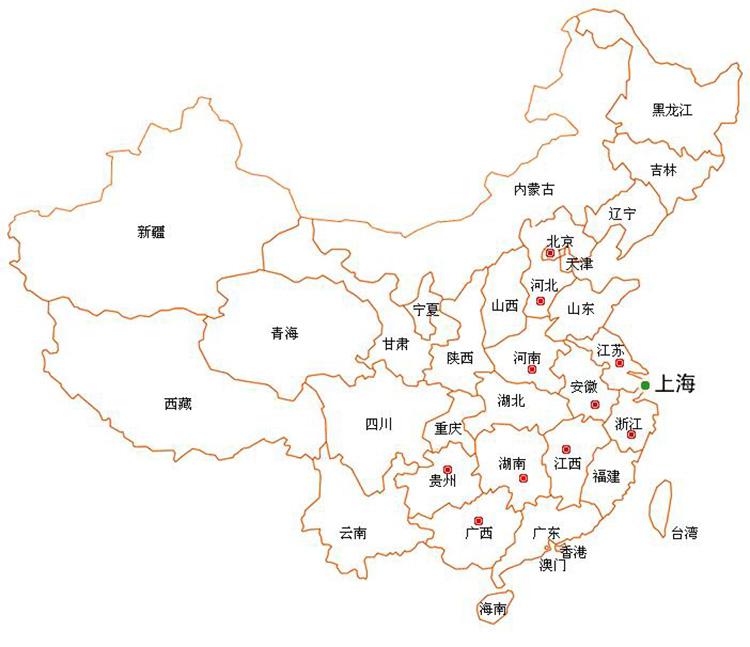 黑龙江
吉林
内蒙古
辽宁
新疆
北京
天津
河北
宁夏
山西
山东
青海
甘肃
陕西
河南
江苏
上海
安徽
西藏
湖北
四川
重庆
浙江
湖南
江西
贵州
福建
云南
广西
广东
台湾
香港
澳门
海南